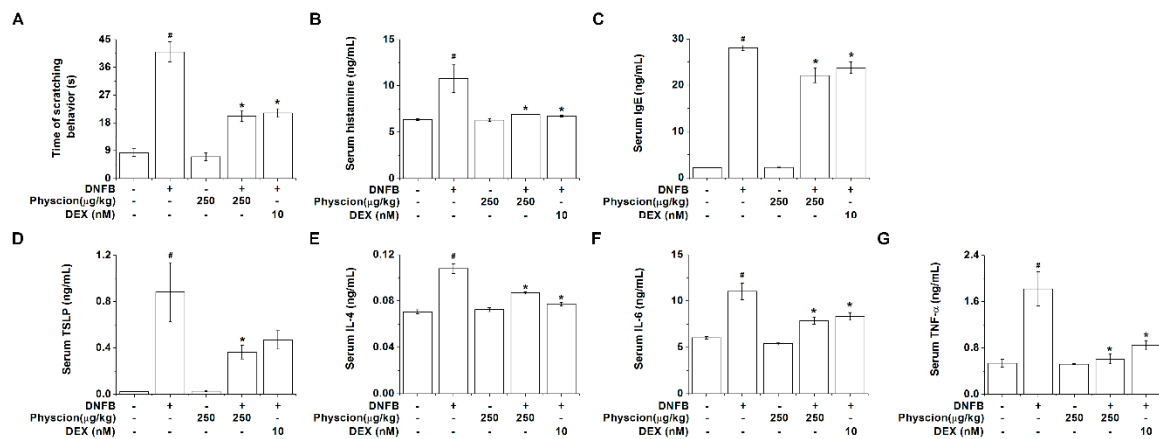 A
Time of scratching
behavior (s)
45
36
27
18
9
0
#
*
*
DNFB - + - + +
Physcion(μg/kg) - - 250 250 -
DEX (nM) - - - - 10
B
Serum histamine (ng/mL)
15
10
5
0
#
*
*
DNFB - + - + +
Physcion(μg/kg) - - 250 250 -
DEX (nM) - - - - 10
C
Serum IgE (ng/mL)
30
20
10
0
#
*
*
DNFB - + - + +
Physcion(μg/kg) - - 250 250 -
DEX (nM) - - - - 10
D
Serum TSLP (ng/mL)
1.2
0.8
0.4
0.0
#
*
DNFB - + - + +
Physcion(μg/kg) - - 250 250 -
DEX (nM) - - - - 10
E
Serum IL-4 (ng/mL)
0.12
0.08
0.04
0.00
#
*
*
DNFB - + - + +
Physcion(μg/kg) - - 250 250 -
DEX (nM) - - - - 10
F
Serum IL-6 (ng/mL)
15
10
5
0
#
*
*
DNFB - + - + +
Physcion(μg/kg) - - 250 250 -
DEX (nM) - - - - 10
G
Serum TNF-α (ng/mL)
2.4
1.6
0.8
0.0
#
*
*
DNFB - + - + +
Physcion(μg/kg) - - 250 250 -
DEX (nM) - - - - 10